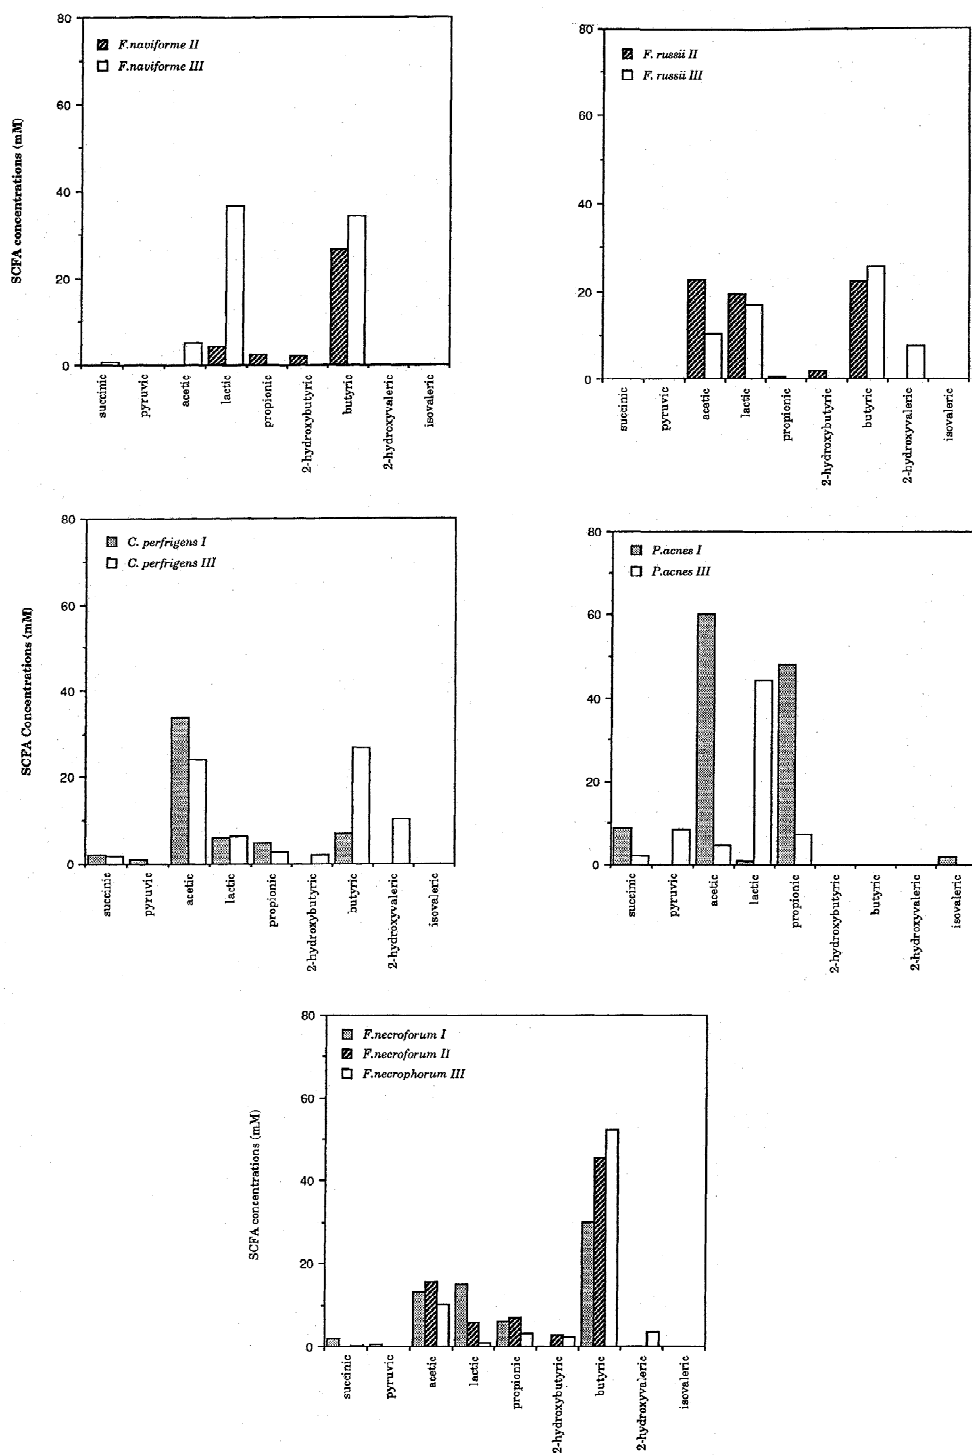 80
F.naviforme II
F.naviforme III
60
40
20
0
SCFA concentrations (mM)
succinic
pyruvic
acetic
lactic
propionic
2-hydroxybutyric
butyric
2-hydroxyvaleric
isovaleric
80
F. russii II
F. russii III
60
40
20
0
succinic
pyruvic
acetic
lactic
propionic
2-hydroxybutyric
butyric
2-hydroxyvaleric
isovaleric
80
C. perfrigens I
C. perfrigens III
60
40
20
0
SCFA Concentrations (mM)
succinic
pyruvic
acetic
lactic
propionic
2-hydroxybutyric
butyric
2-hydroxyvaleric
isovaleric
80
P.acnes I
P.acnes III
60
40
20
0
succinic
pyruvic
acetic
lactic
propionic
2-hydroxybutyric
butyric
2-hydroxyvaleric
isovaleric
80
F.necroforum I
F.necroforum II
F.necrophorum III
60
40
20
0
SCFA concentrations (mM)
succinic
pyruvic
acetic
lactic
propionic
2-hydroxybutyric
butyric
2-hydroxyvaleric
isovaleric